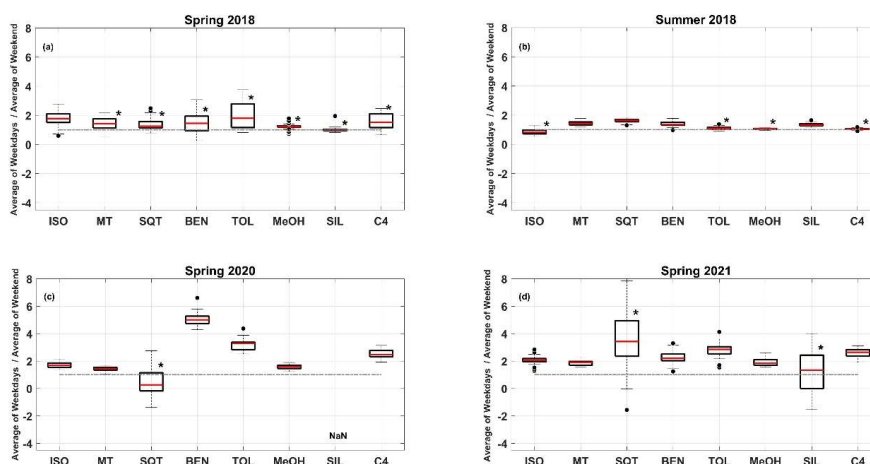 Spring 2018
Average of Weekdays / Average of Weekend
(a)
8
6
4
2
0
-2
-4
* * * * * * *
ISO MT SQT BEN TOL MeOH SIL C4
Summer 2018
Average of Weekdays / Average of Weekend
(b)
8
6
4
2
0
-2
-4
* * * *
ISO MT SQT BEN TOL MeOH SIL C4
Spring 2020
Average of Weekdays / Average of Weekend
(c)
8
6
4
2
0
-2
-4
*
NaN
ISO MT SQT BEN TOL MeOH SIL C4
Spring 2021
Average of Weekdays / Average of Weekend
(d)
8
6
4
2
0
-2
-4
* *
ISO MT SQT BEN TOL MeOH SIL C4